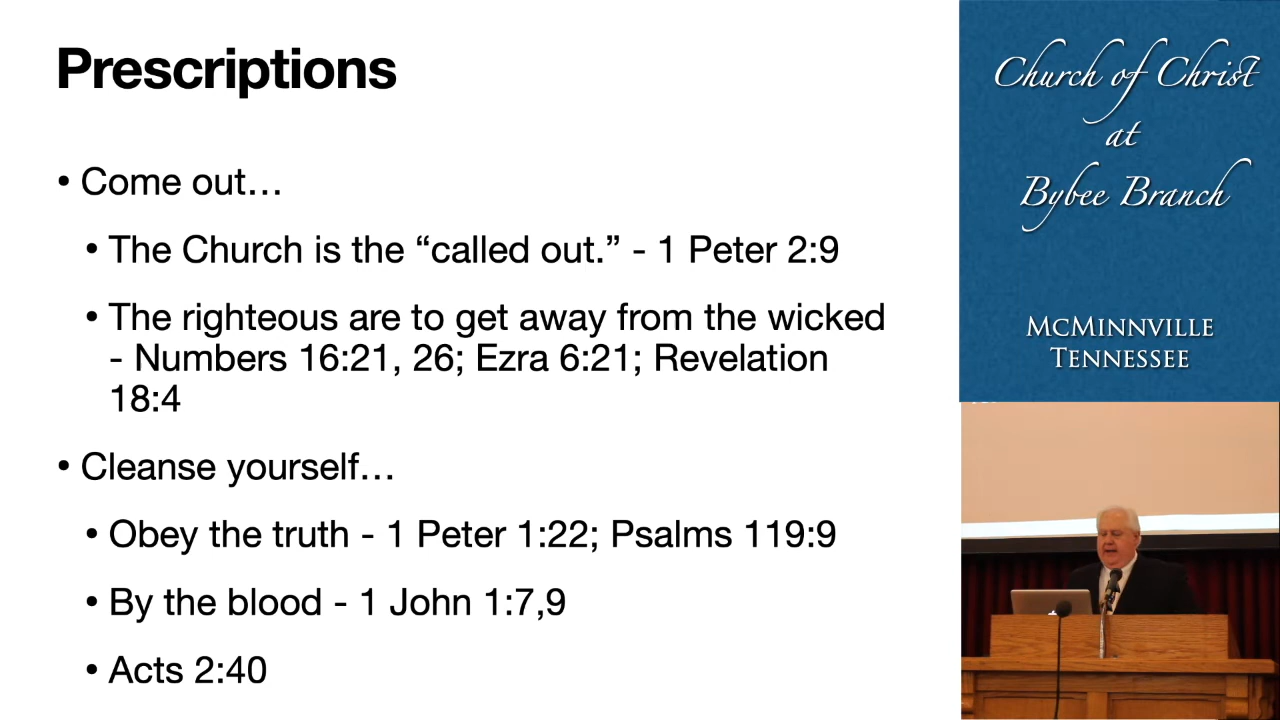 Prescriptions
• Come out…
• The Church is the “called out.” - 1 Peter 2:9
• The righteous are to get away from the wicked
- Numbers 16:21, 26; Ezra 6:21; Revelation
18:4
• Cleanse yourself…
• Obey the truth - 1 Peter 1:22; Psalms 119:9
• By the blood - 1 John 1:7,9
• Acts 2:40
Church of Christ
at
Bybee Branch
McMinnville
Tennessee